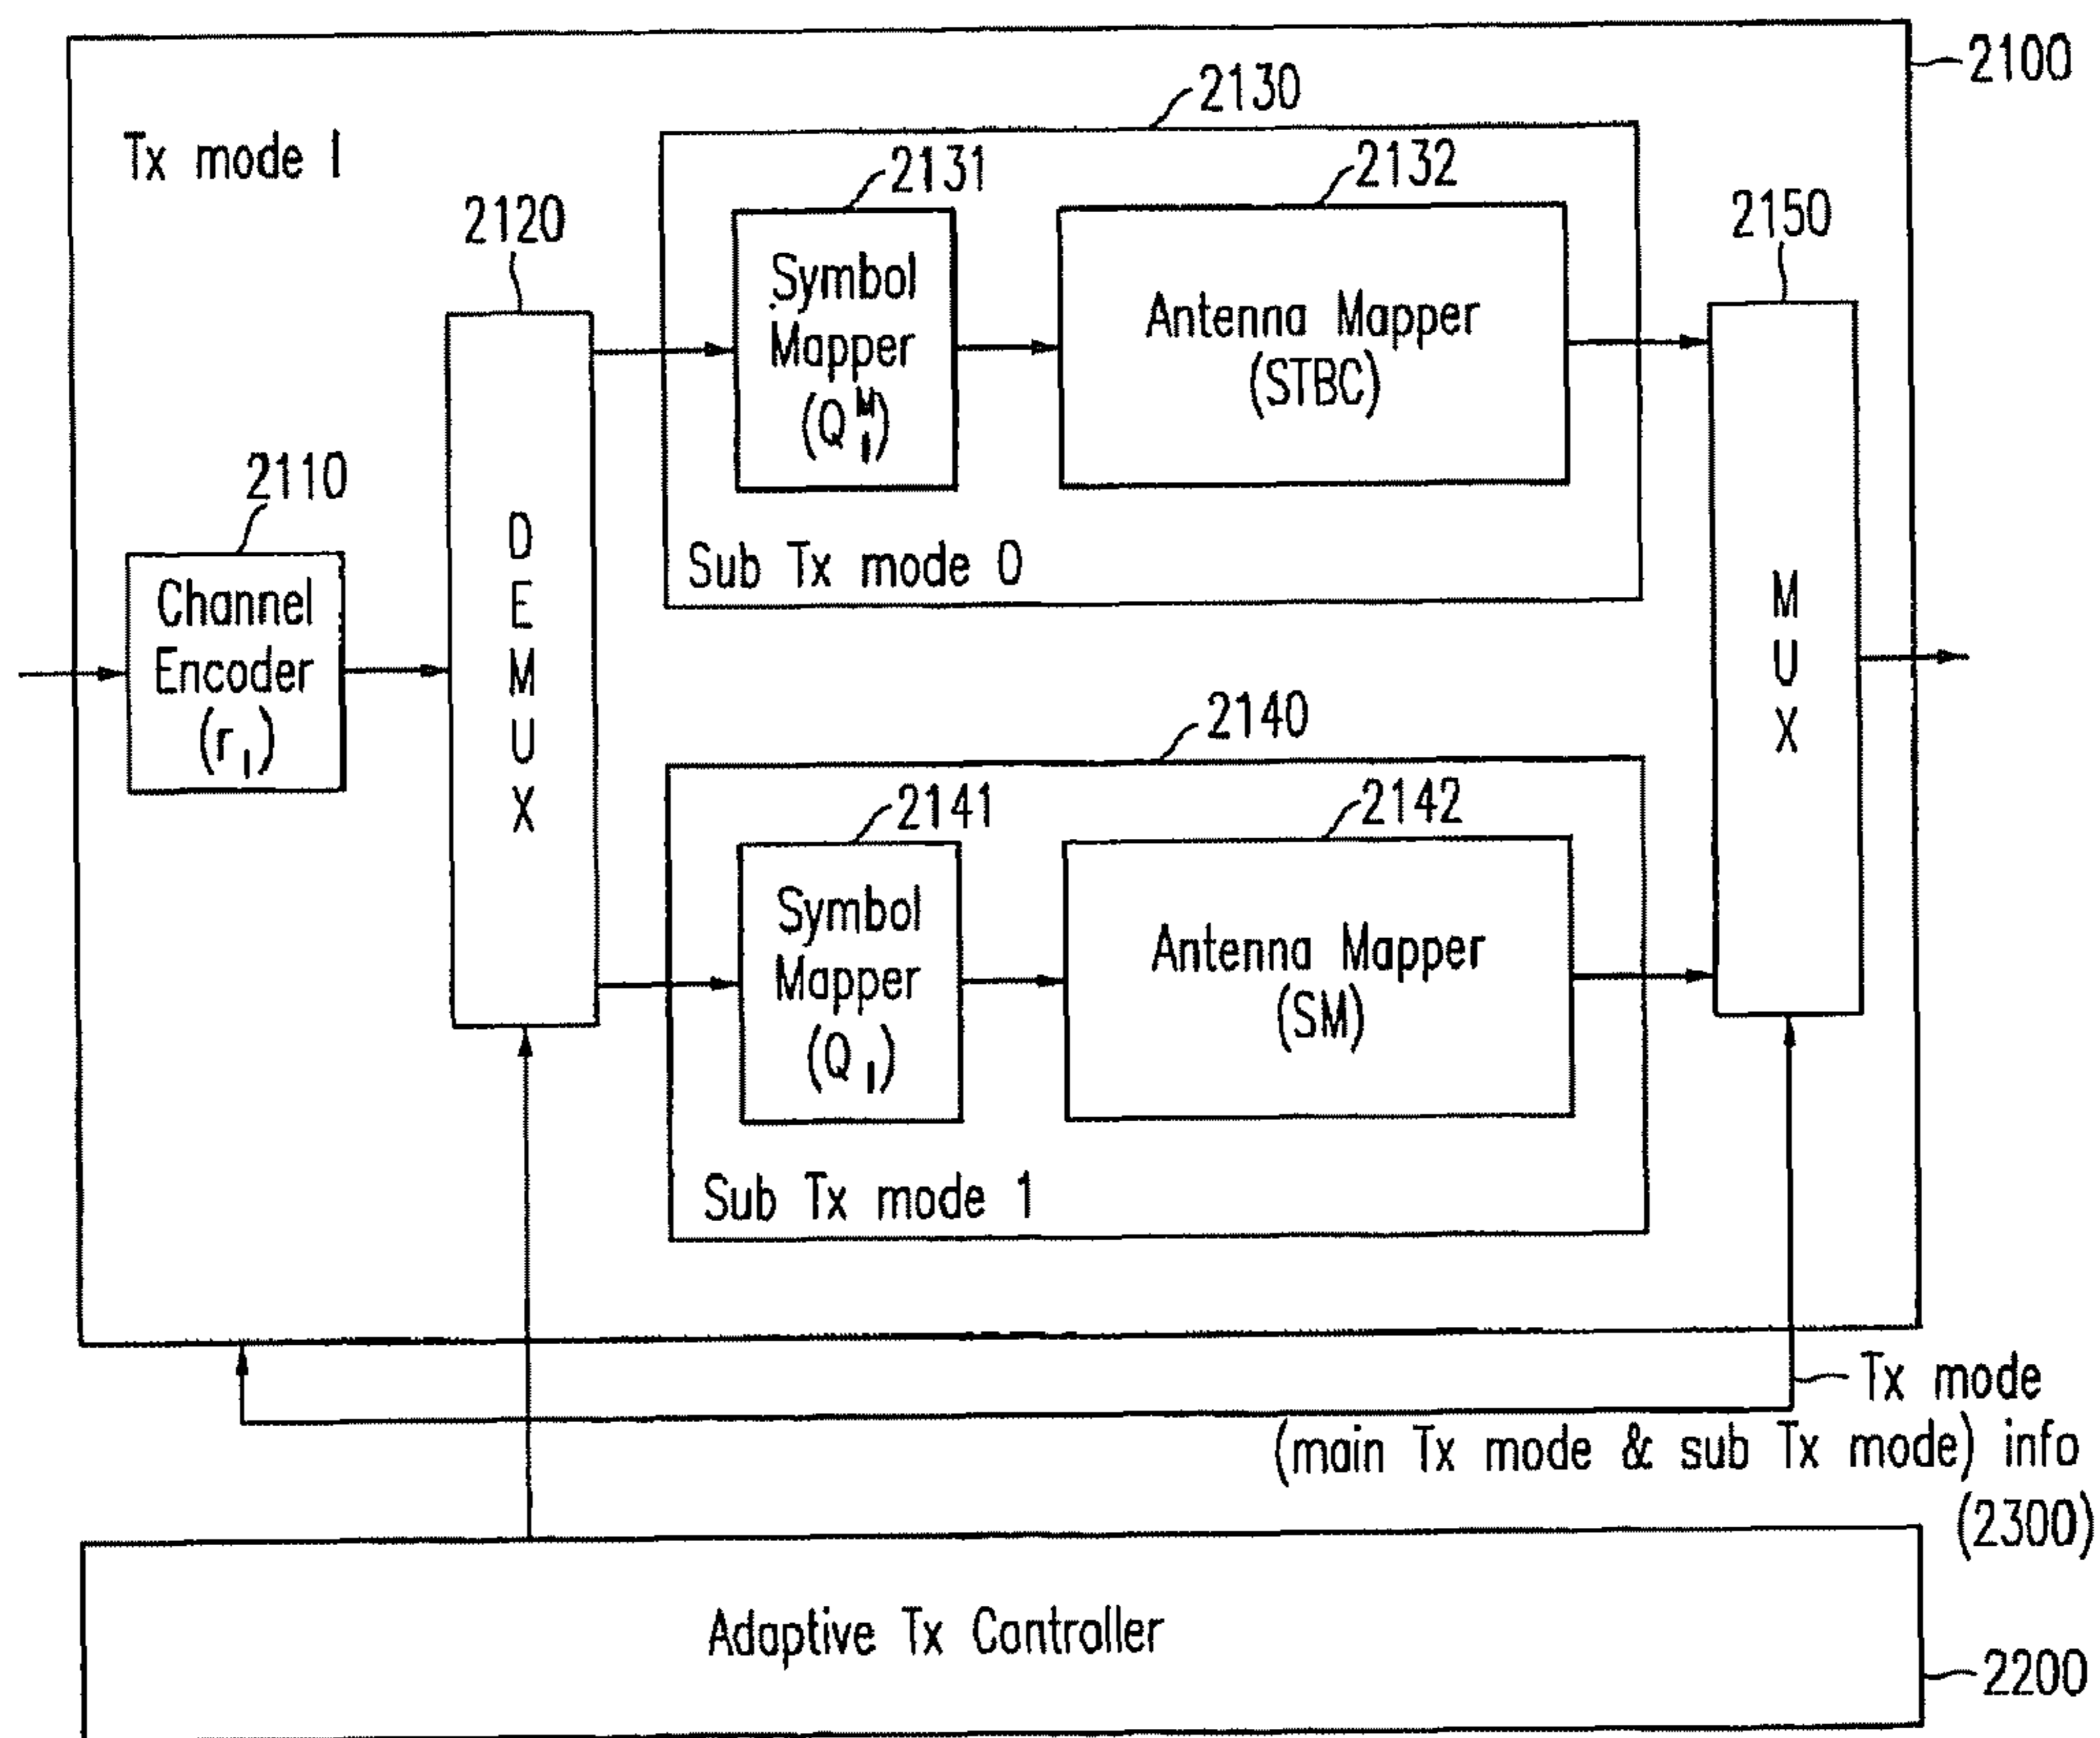 2100
Tx mode I
2130
2131
2132
2120
2150
Symbol
Mapper
(Q I M)
Antenna Mapper
(STBC)
Sub Tx mode 0
2110
Channel
Encoder
(r I)
DEMUX
MUX
2140
2141
2142
Symbol
Mapper
(Q I)
Antenna Mapper
(SM)
Sub Tx mode 1
Tx mode
(main Tx mode & sub Tx mode) info
(2300)
Adaptive Tx Controller
2200